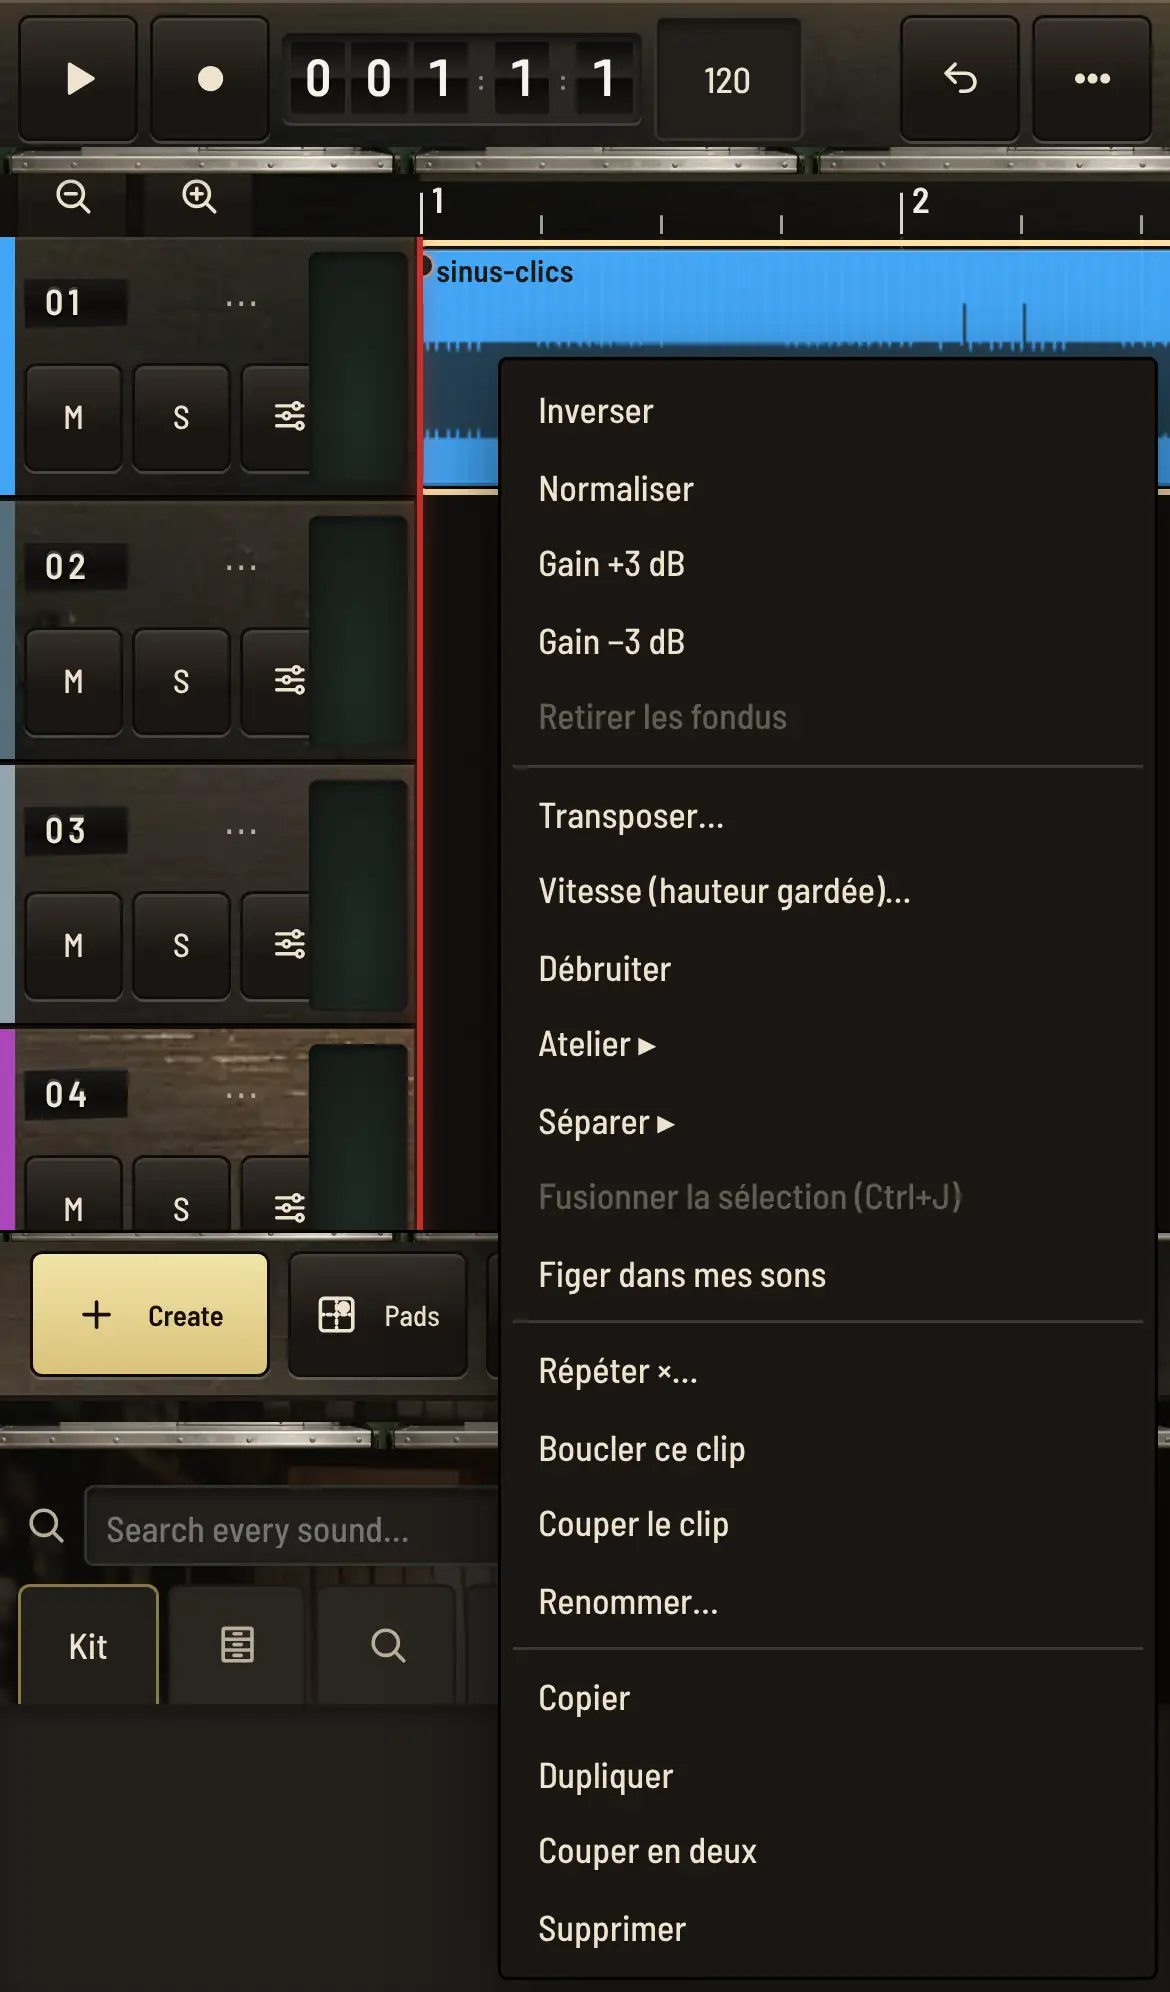 001:1:1
120
1
2
sinus-clics
01
...
M
S
02
...
M
S
03
...
M
S
04
...
M
S
Inverser
Normaliser
Gain +3 dB
Gain −3 dB
Retirer les fondus
Transposer...
Vitesse (hauteur gardée)...
Débruiter
Atelier ▸
Séparer ▸
Fusionner la sélection (Ctrl+J)
Figer dans mes sons
Répéter ×...
Boucler ce clip
Couper le clip
Renommer...
Copier
Dupliquer
Couper en deux
Supprimer
Create
Pads
Search every sound...
Kit